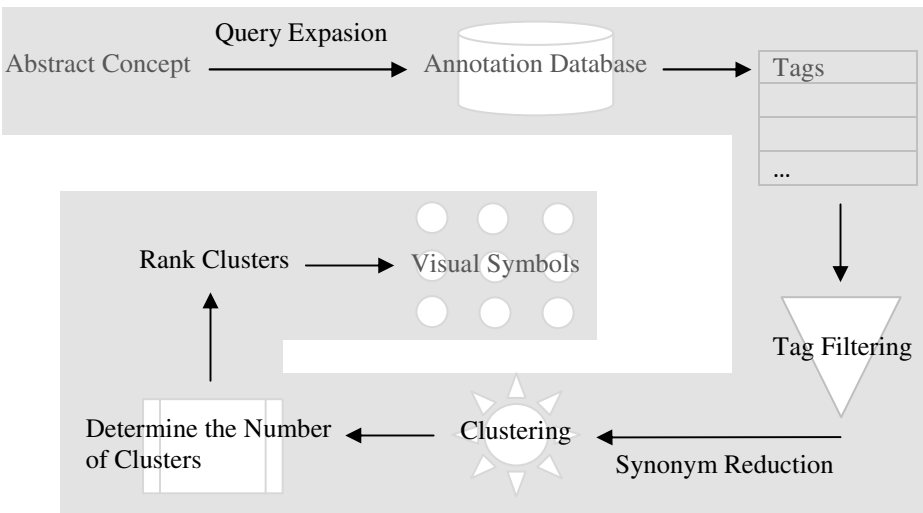 Query Expasion
Abstract Concept
Annotation Database
Tags
...
Tag Filtering
Synonym Reduction
Clustering
Determine the Number
of Clusters
Rank Clusters
Visual Symbols